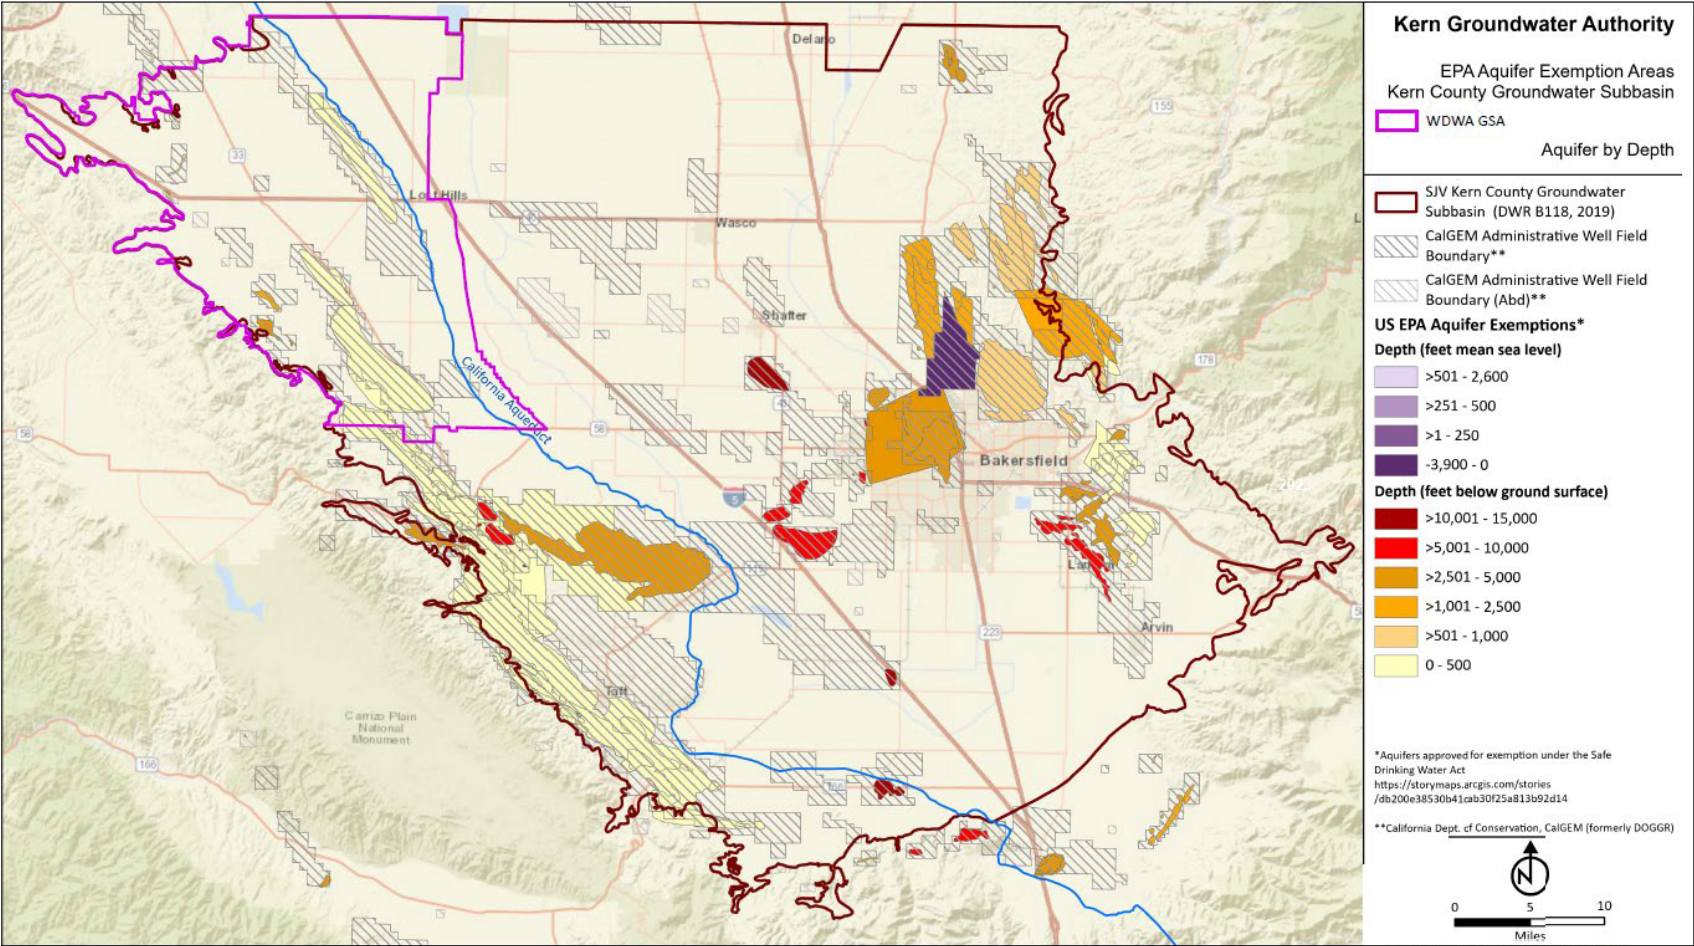 Kern Groundwater Authority
EPA Aquifer Exemption Areas
Kern County Groundwater Subbasin
WDWA GSA
Aquifer by Depth
SJV Kern County Groundwater
Subbasin (DWR B118, 2019)
CalGEM Administrative Well Field
Boundary**
CalGEM Administrative Well Field
Boundary (Abd)**
US EPA Aquifer Exemptions*
Depth (feet mean sea level)
>501 - 2,600
>251 - 500
>1 - 250
-3,900 - 0
Depth (feet below ground surface)
>10,001 - 15,000
>5,001 - 10,000
>2,501 - 5,000
>1,001 - 2,500
>501 - 1,000
0 - 500
*Aquifers approved for exemption under the Safe
Drinking Water Act
https://storymaps.arcgis.com/stories
/db200e38530b41cab30f25a813b92d14
**California Dept. of Conservation, CalGEM (formerly DOGGR)
N
0 5 10
Miles
Delano
155
33
Lost Hills
46
Wasco
Shafter
178
California Aqueduct
43
58
58
Bakersfield
5
Arvin
223
Taft
Carrizo Plain
National
Monument
166
166